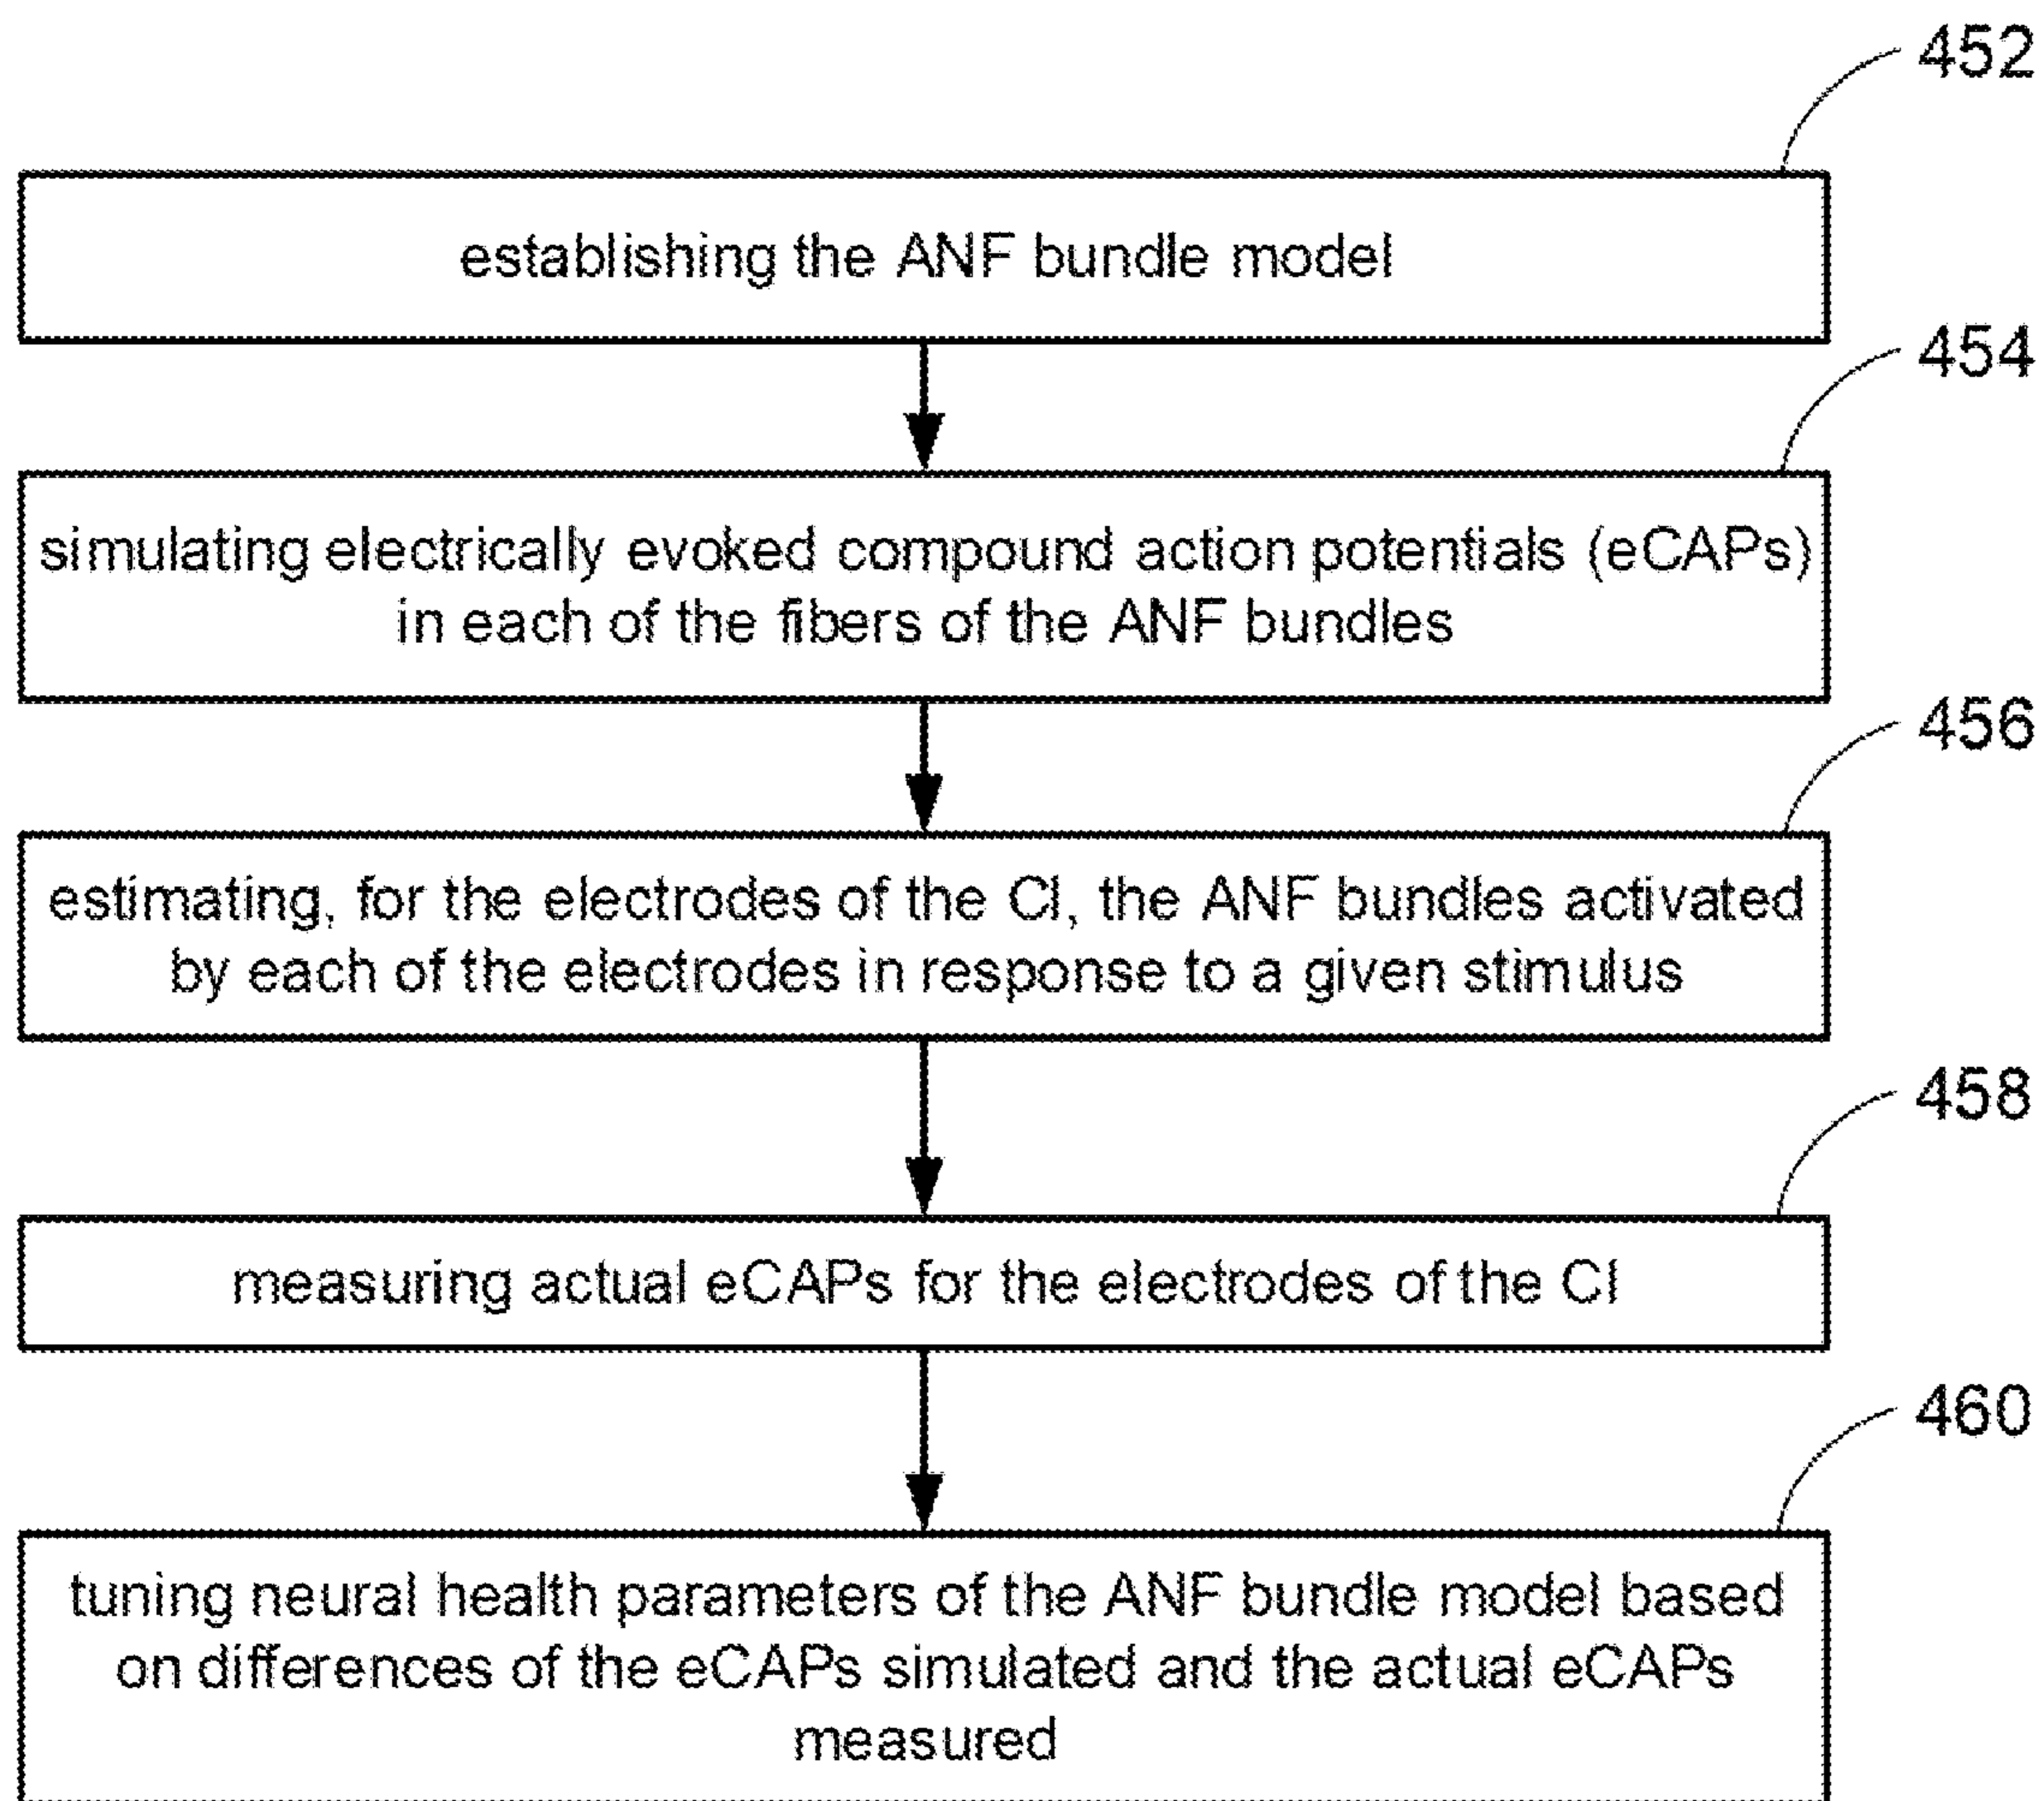 452
establishing the ANF bundle model
454
simulating electrically evoked compound action potentials (eCAPs)
in each of the fibers of the ANF bundles
456
estimating, for the electrodes of the CI, the ANF bundles activated
by each of the electrodes in response to a given stimulus
458
measuring actual eCAPs for the electrodes of the CI
460
tuning neural health parameters of the ANF bundle model based
on differences of the eCAPs simulated and the actual eCAPs
measured